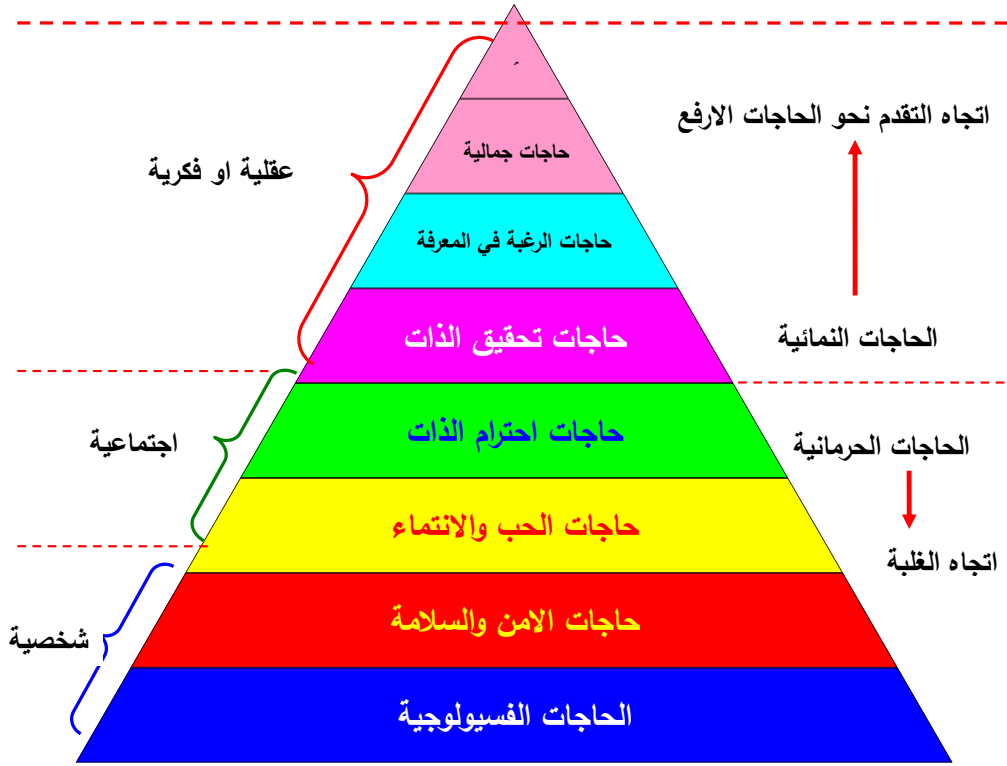 اتجاه التقدم نحو الحاجات الارفع
حاجات جمالية
عقلية او فكرية
حاجات الرغبة في المعرفة
حاجات تحقيق الذات
الحاجات النمائية
حاجات احترام الذات
اجتماعية
الحاجات الحرمانية
حاجات الحب والانتماء
اتجاه الغلبة
حاجات الامن والسلامة
شخصية
الحاجات الفسيولوجية